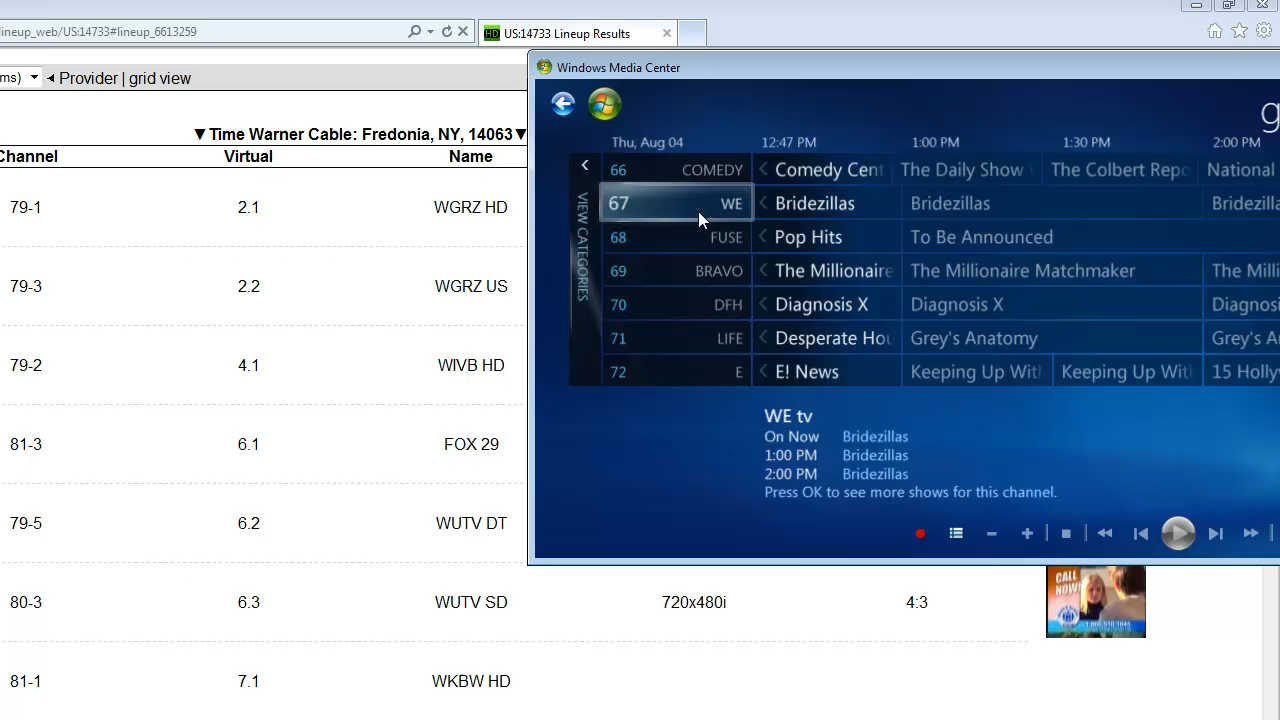 lineup_web/US:14733#lineup_6613259
HD US:14733 Lineup Results
ms) Provider | grid view
Time Warner Cable: Fredonia, NY, 14063
Channel Virtual Name
79-1 2.1 WGRZ HD
79-3 2.2 WGRZ US
79-2 4.1 WIVB HD
81-3 6.1 FOX 29
79-5 6.2 WUTV DT
80-3 6.3 WUTV SD 720x480i 4:3
81-1 7.1 WKBW HD
Windows Media Center
g
Thu, Aug 04 12:47 PM 1:00 PM 1:30 PM 2:00 PM
VIEW CATEGORIES
66 COMEDY Comedy Cent The Daily Show The Colbert Repo National
67 WE Bridezillas Bridezillas Bridezilla
68 FUSE Pop Hits To Be Announced
69 BRAVO The Millionaire The Millionaire Matchmaker The Milli
70 DFH Diagnosis X Diagnosis X Diagnosi
71 LIFE Desperate Hou Grey's Anatomy Grey's A
72 E E! News Keeping Up Wit Keeping Up Wit 15 Holly
WE tv
On Now Bridezillas
1:00 PM Bridezillas
2:00 PM Bridezillas
Press OK to see more shows for this channel.
CALL
NOW!